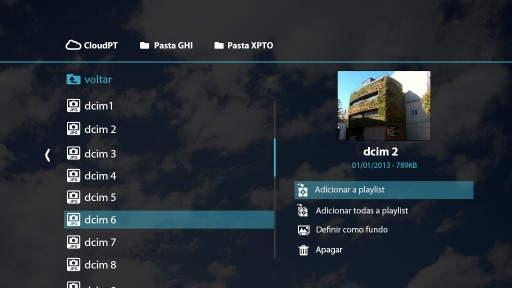 CloudPT Pasta GHI Pasta XPTO
voltar
dcim1
dcim 2
dcim 3
dcim 4
dcim 5
dcim 6
dcim 7
dcim 8
dcim 2
01/01/2013 - 789KB
Adicionar a playlist
Adicionar todas a playlist
Definir como fundo
Apagar